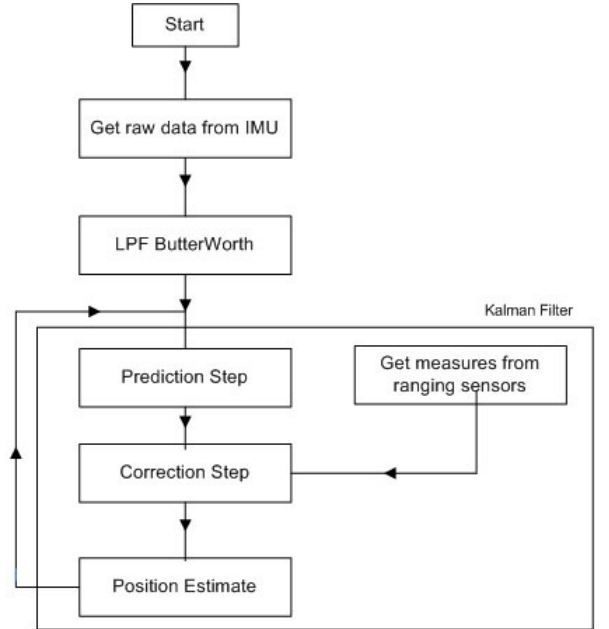 Start
Get raw data from IMU
LPF ButterWorth
Kalman Filter
Prediction Step
Get measures from
ranging sensors
Correction Step
Position Estimate